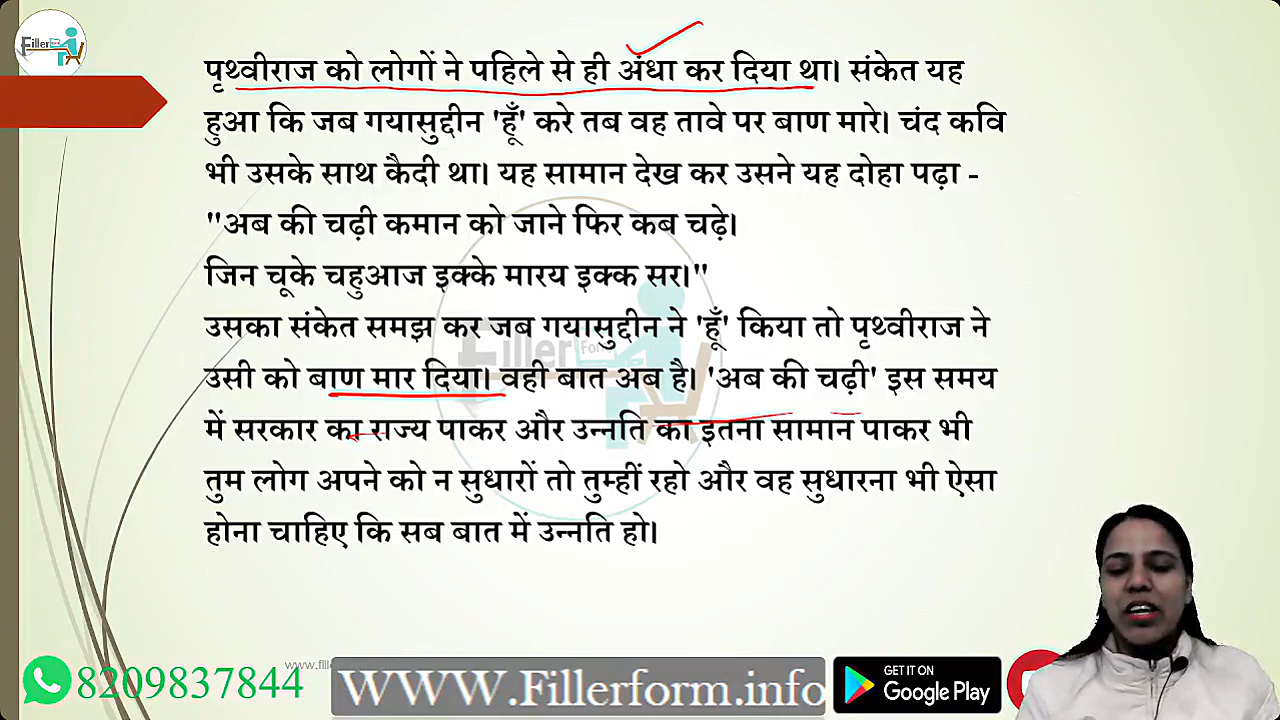 Fillerform
पृथ्वीराज को लोगों ने पहिले से ही अंधा कर दिया था। संकेत यह
हुआ कि जब गयासुद्दीन 'हूँ' करे तब वह तावे पर बाण मारे। चंद कवि
भी उसके साथ कैदी था। यह सामान देख कर उसने यह दोहा पढ़ा -
"अब की चढ़ी कमान को जाने फिर कब चढ़े।
जिन चूके चहुआज इक्के मारय इक्क सर।"
उसका संकेत समझ कर जब गयासुद्दीन ने 'हूँ' किया तो पृथ्वीराज ने
उसी को बाण मार दिया। वही बात अब है। 'अब की चढ़ी' इस समय
में सरकार का राज्य पाकर और उन्नति का इतना सामान पाकर भी
तुम लोग अपने को न सुधारों तो तुम्हीं रहो और वह सुधारना भी ऐसा
होना चाहिए कि सब बात में उन्नति हो।
Fillerform
8209837844
WWW.Fillerform.info
GET IT ON
Google Play